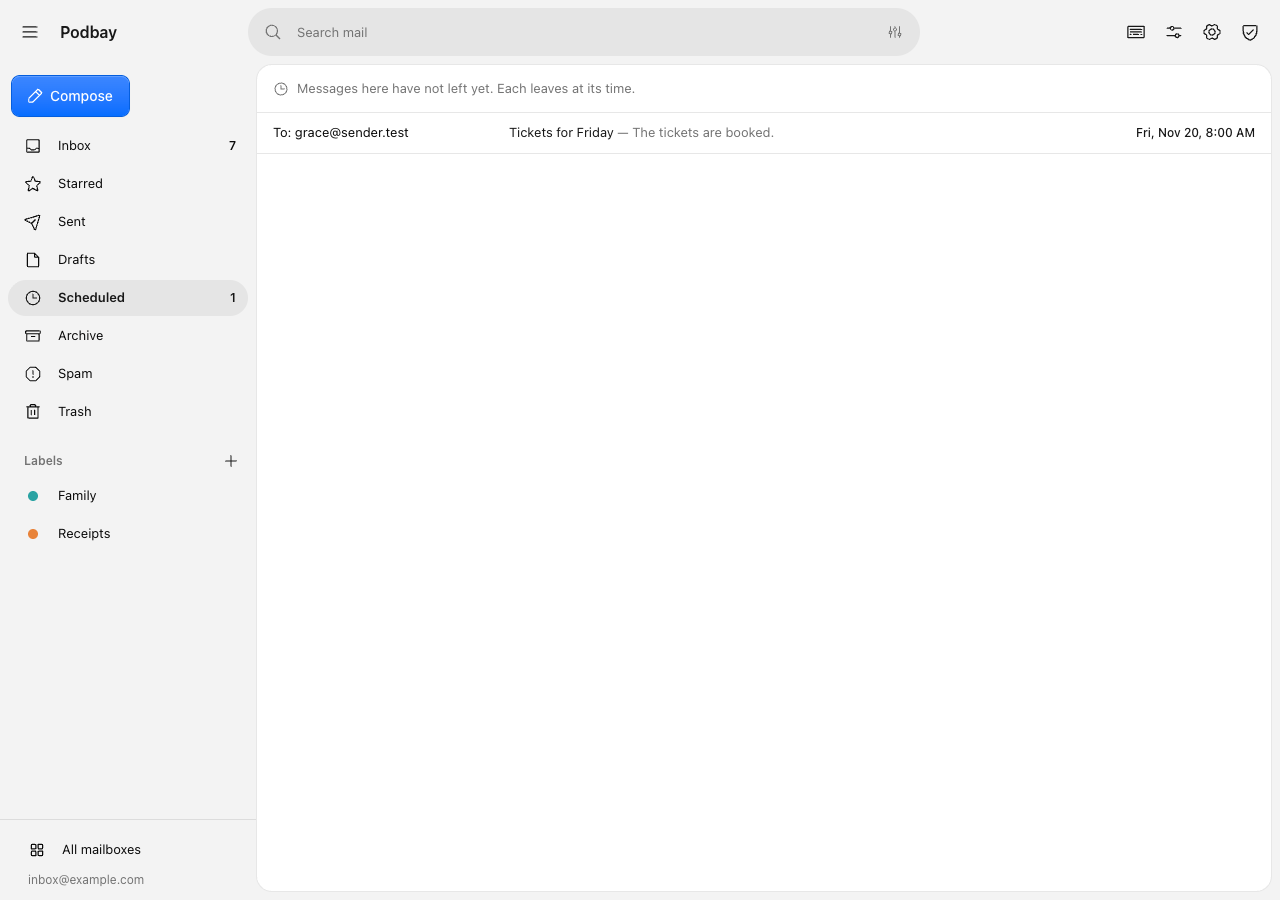 Podbay
Search mail
Compose
Inbox 7
Starred
Sent
Drafts
Scheduled 1
Archive
Spam
Trash
Labels
Family
Receipts
All mailboxes
inbox@example.com
Messages here have not left yet. Each leaves at its time.
To: grace@sender.test Tickets for Friday — The tickets are booked. Fri, Nov 20, 8:00 AM